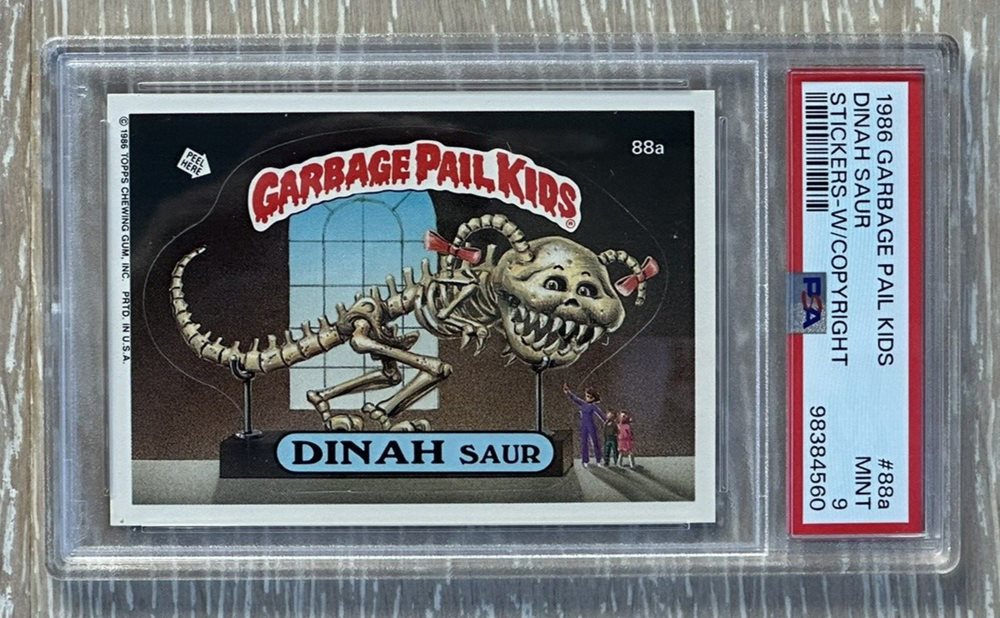 © 1986 TOPPS CHEWING GUM, INC. PRTD. IN U.S.A.
PEEL
HERE
GARBAGE PAIL KIDS®
88a
DINAH SAUR
1986 GARBAGE PAIL KIDS #88a
DINAH SAUR MINT
STICKERS-W/COPYRIGHT 9
98384560
PSA